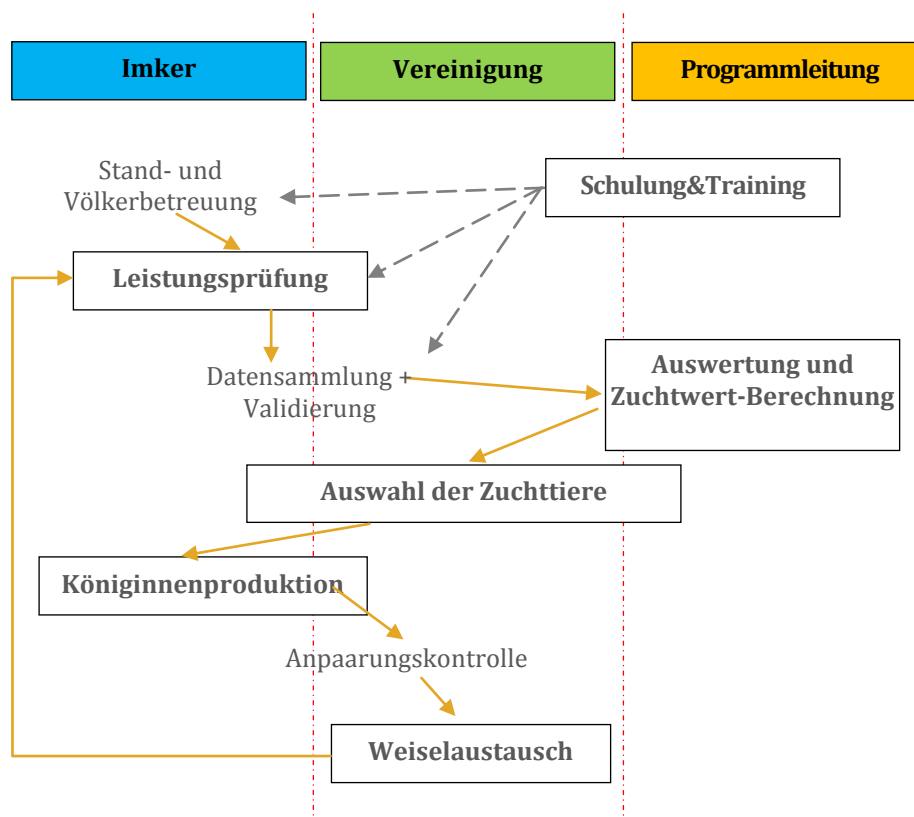 Imker
Vereinigung
Programmleitung
Stand- und
Völkerbetreuung
Schulung&Training
Leistungsprüfung
Datensammlung +
Validierung
Auswertung und
Zuchtwert-Berechnung
Auswahl der Zuchttiere
Königinnenproduktion
Anpaarungskontrolle
Weiselaustausch